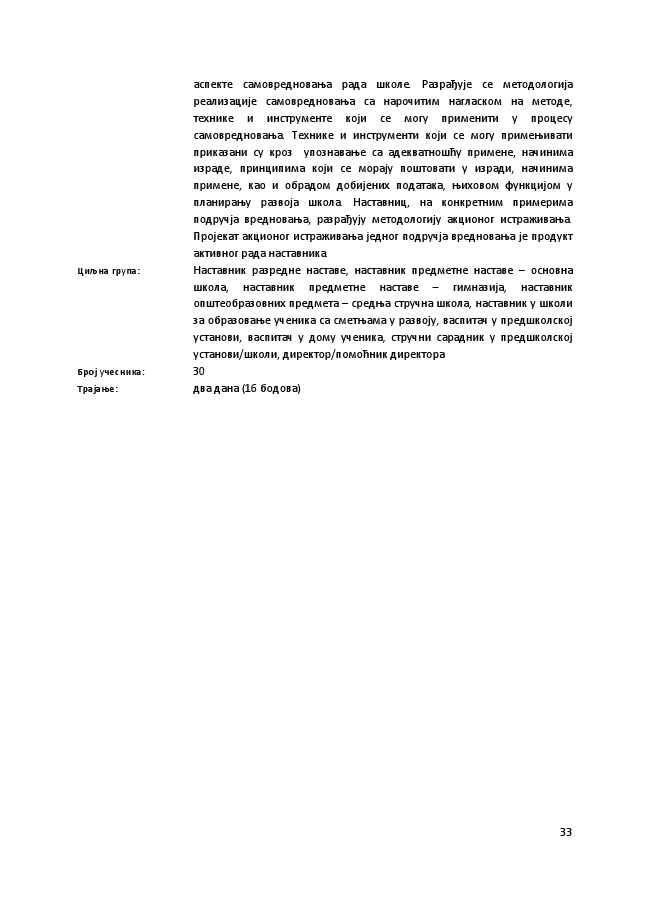 аспекте самовредновања рада школе. Разрађује се методологија
реализације самовредновања са нарочитим нагласком на методе,
технике и инструменте који се могу применити у процесу
самовредновања. Технике и инструменти који се могу примењивати
приказани су кроз упознавање са адекватношћу примене, начинима
израде, принципима који се морају поштовати у изради, начинима
примене, као и обрадом добијених података, њиховом функцијом у
планирању развоја школа. Наставниц, на конкретним примерима
подручја вредновања, разрађују методологију акционог истраживања.
Пројекат акционог истраживања једног подручја вредновања је продукт
активног рада наставника.
Циљна група: Наставник разредне наставе, наставник предметне наставе – основна
школа, наставник предметне наставе – гимназија, наставник
општеобразовних предмета – средња стручна школа, наставник у школи
за образовање ученика са сметњама у развоју, васпитач у предшколској
установи, васпитач у дому ученика, стручни сарадник у предшколској
установи/школи, директор/помоћник директора
Број учесника: 30
Трајање: два дана (16 бодова)
33